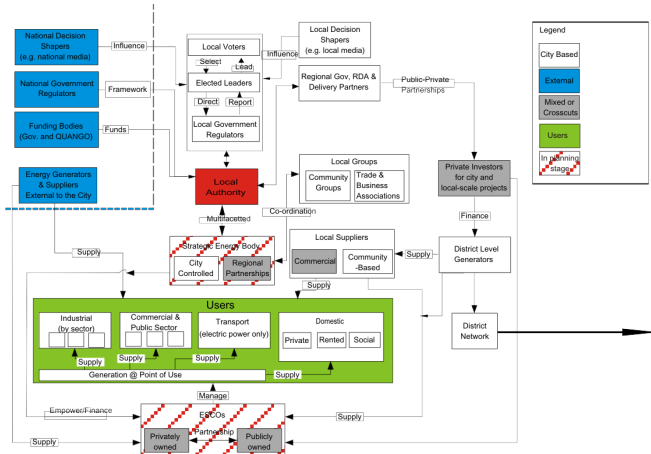 National Decision
Shapers
(e.g. national media)
Influence
National Government
Regulators
Framework
Funding Bodies
(Gov. and QUANGO)
Funds
Energy Generators
& Suppliers
External to the City
Local Voters
Select
Lead
Elected Leaders
Direct
Report
Local Government
Regulators
Influence
Local Decision
Shapers
(e.g. local media)
Regional Gov, RDA &
Delivery Partners
Public-Private
Partnerships
Legend
City Based
External
Mixed or
Crosscuts
Users
In planning
stage
Local
Authority
Local Groups
Community
Groups
Trade &
Business
Associations
Private Investors
for city and
local-scale projects
Multifacetted
Co-ordination
Finance
Strategic Energy Body
City
Controlled
Regional
Partnerships
Local Suppliers
Commercial
Community
-Based
Supply
District Level
Generators
Supply
Supply
Users
Industrial
(by sector)
Commercial &
Public Sector
Transport
(electric power only)
Domestic
Private
Rented
Social
District
Network
Supply
Supply
Supply
Generation @ Point of Use
Supply
Manage
Empower/Finance
ESCOs
Supply
Partnership
Privately
owned
Publicly
owned
Supply
Supply